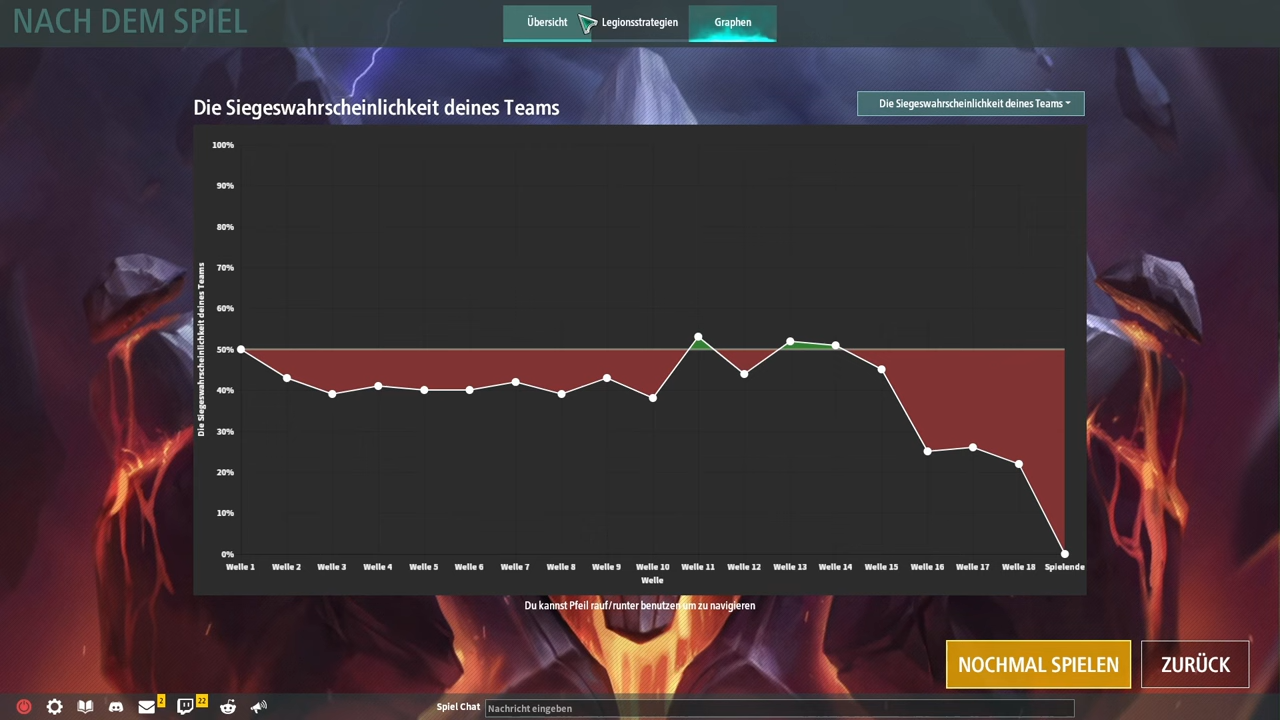 NACH DEM SPIEL
Übersicht
Legionsstrategien
Graphen
Die Siegeswahrscheinlichkeit deines Teams
Die Siegeswahrscheinlichkeit deines Teams
Die Siegeswahrscheinlichkeit deines Teams
100%
90%
80%
70%
60%
50%
40%
30%
20%
10%
0%
Welle 1 Welle 2 Welle 3 Welle 4 Welle 5 Welle 6 Welle 7 Welle 8 Welle 9 Welle 10 Welle 11 Welle 12 Welle 13 Welle 14 Welle 15 Welle 16 Welle 17 Welle 18 Spielende
Welle
Du kannst Pfeil rauf/runter benutzen um zu navigieren
NOCHMAL SPIELEN
ZURÜCK
2
22
Spiel Chat
Nachricht eingeben